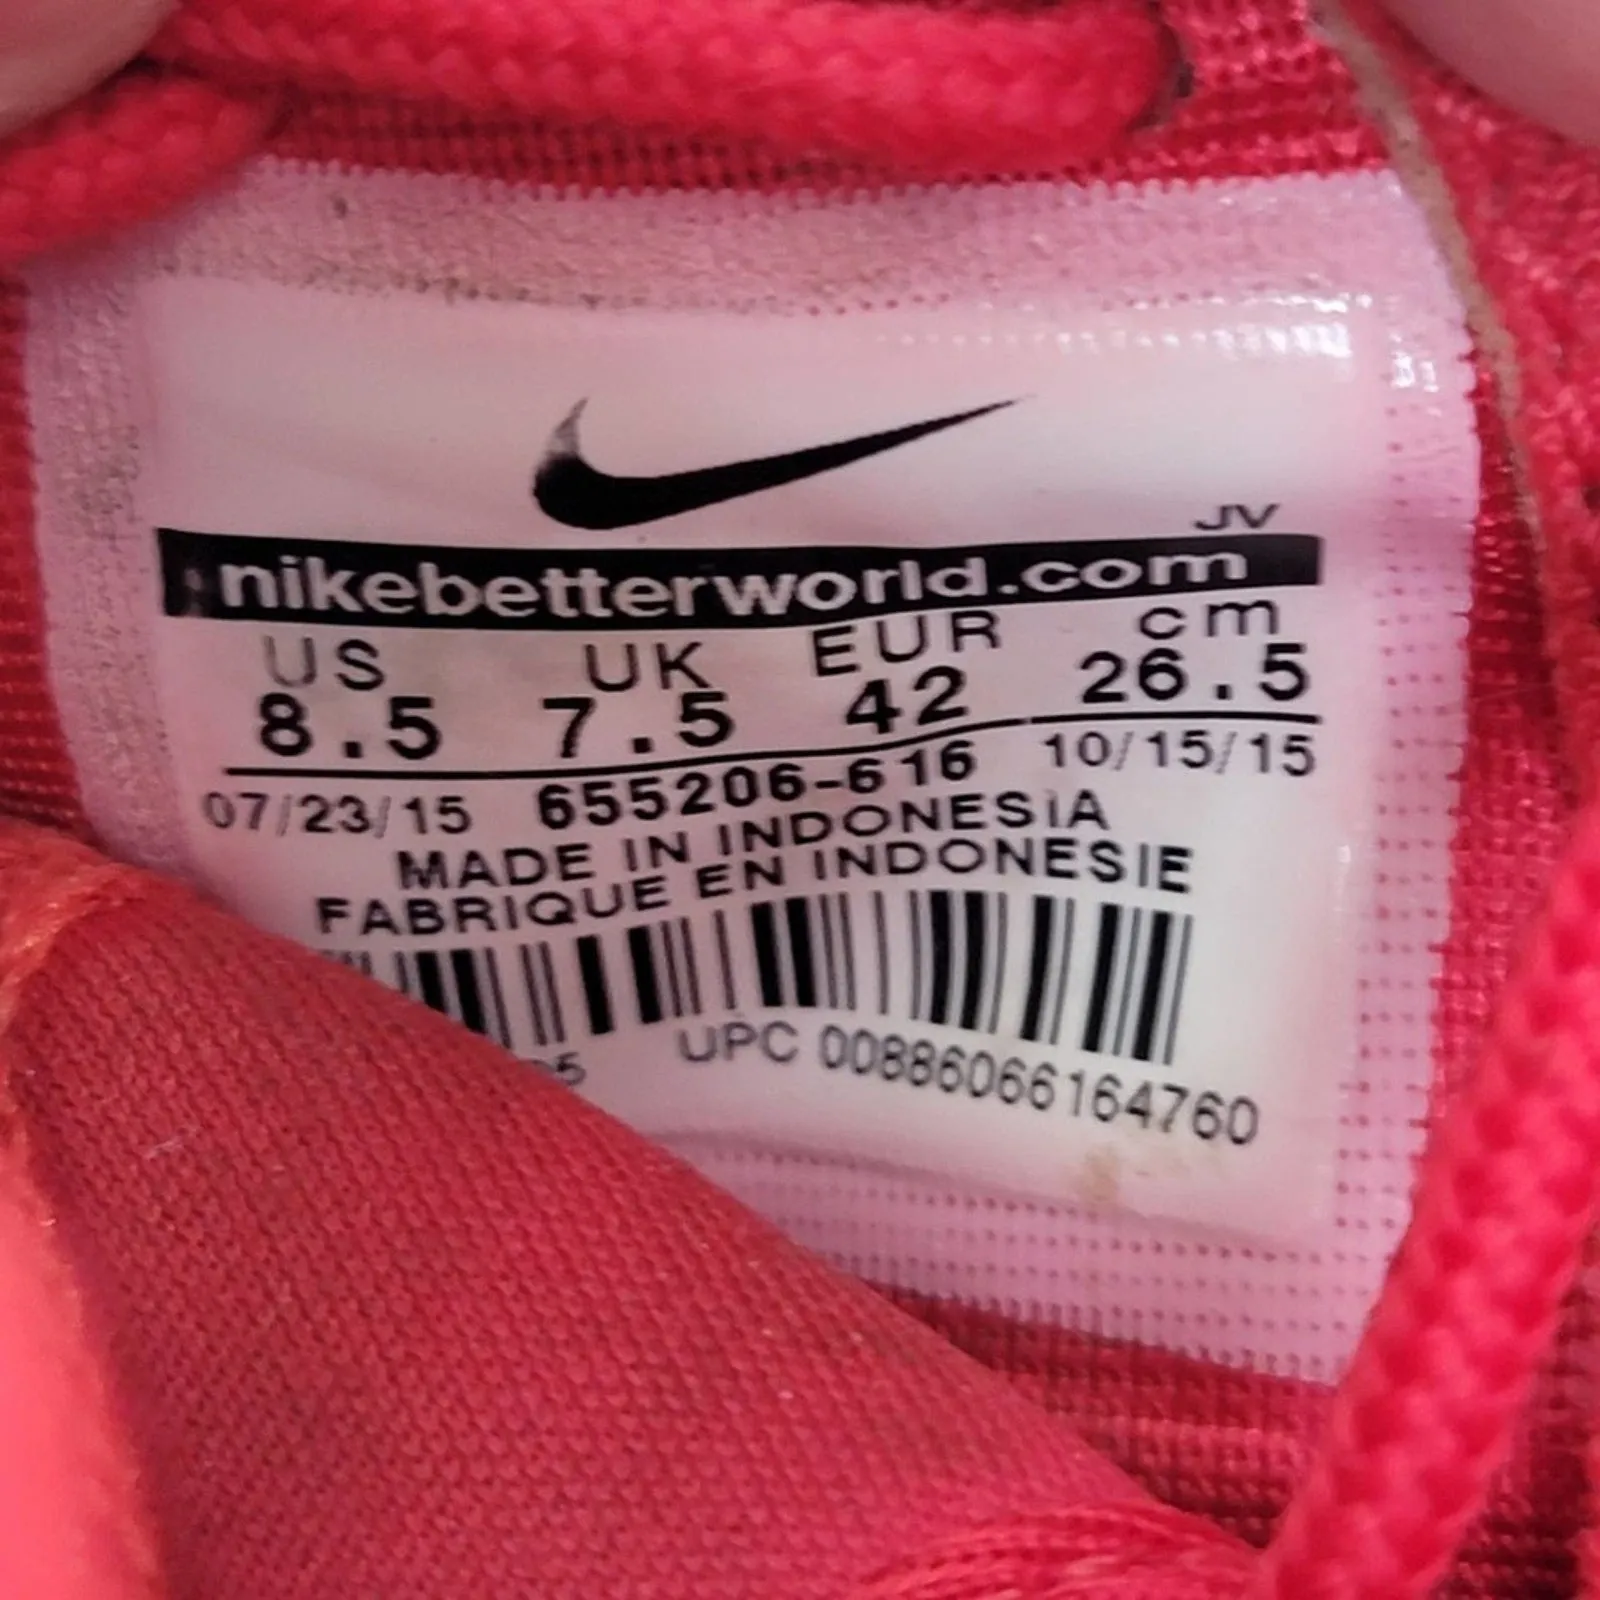 JV
nikebetterworld.com
US UK EUR cm
8.5 7.5 42 26.5
07/23/15 655206-616 10/15/15
MADE IN INDONESIA
FABRIQUE EN INDONESIE
UPC 00886066164760